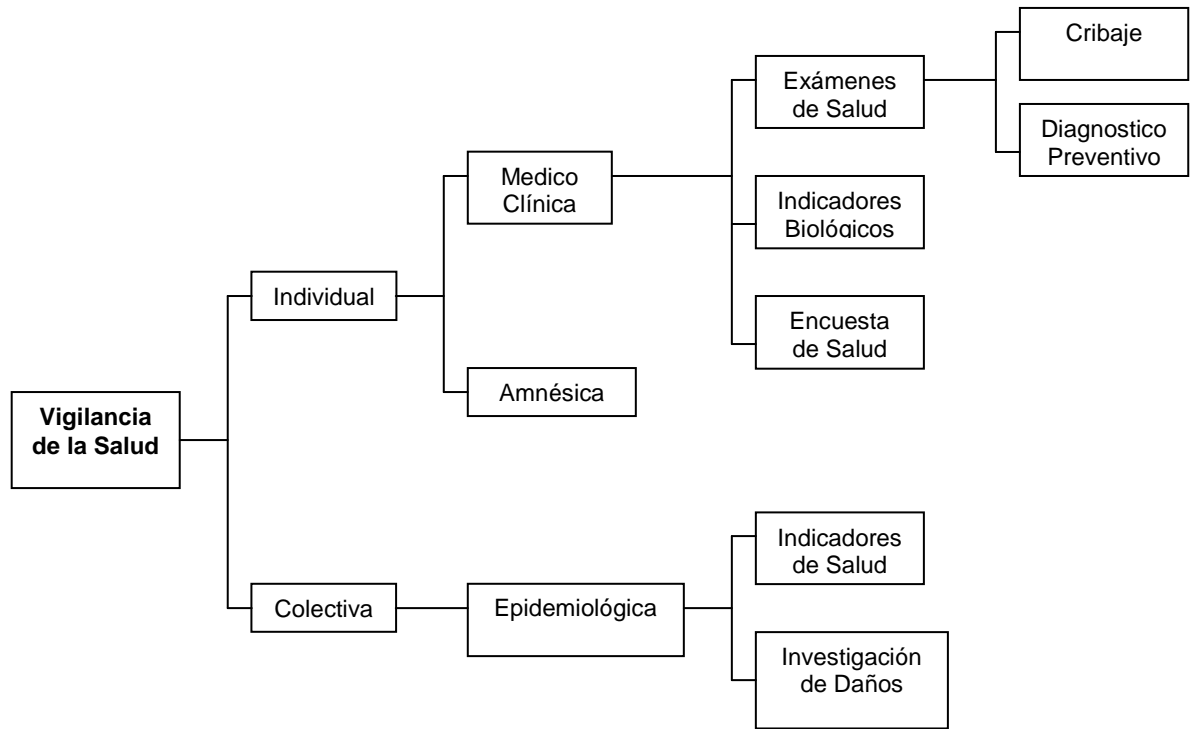 Cribaje
Exámenes
de Salud
Diagnostico
Preventivo
Medico
Clínica
Indicadores
Biológicos
Individual
Encuesta
de Salud
Amnésica
Vigilancia
de la Salud
Indicadores
de Salud
Colectiva
Epidemiológica
Investigación
de Daños